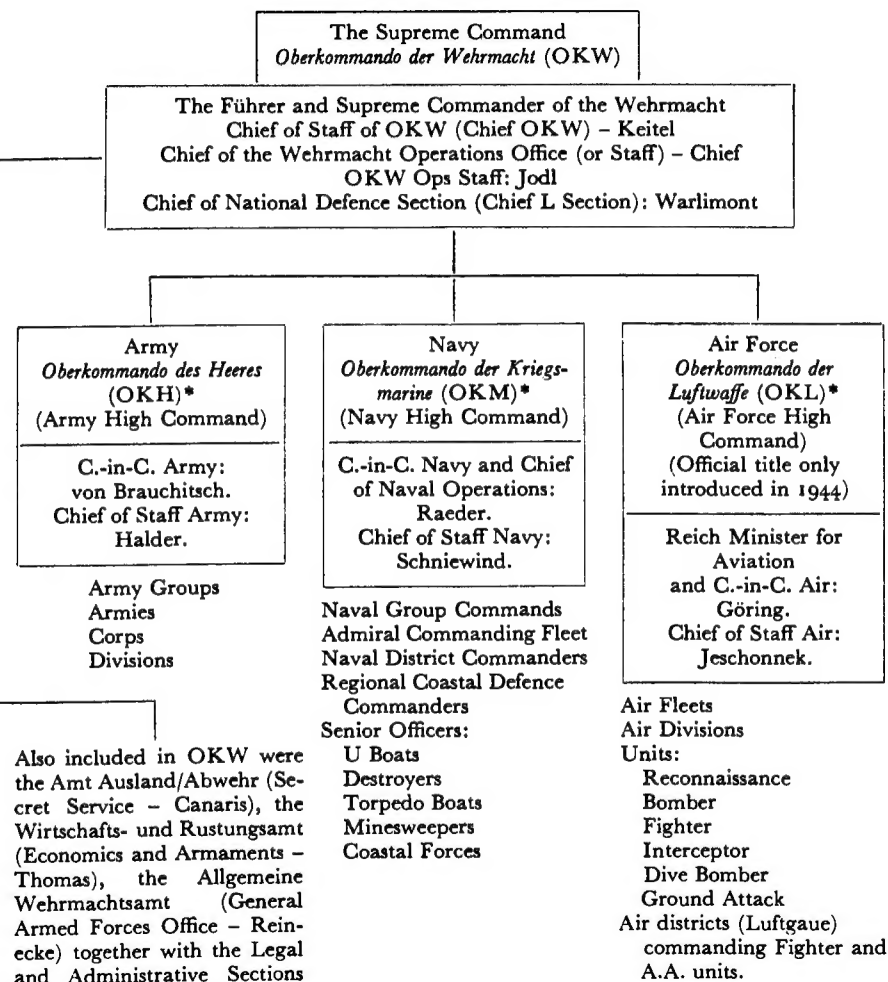 The Supreme Command
Oberkommando der Wehrmacht (OKW)
The Führer and Supreme Commander of the Wehrmacht
Chief of Staff of OKW (Chief OKW) – Keitel
Chief of the Wehrmacht Operations Office (or Staff) – Chief
OKW Ops Staff: Jodl
Chief of National Defence Section (Chief L Section): Warlimont
Army
Oberkommando des Heeres
(OKH)*
(Army High Command)
C.-in-C. Army:
von Brauchitsch.
Chief of Staff Army:
Halder.
Army Groups
Armies
Corps
Divisions
Navy
Oberkommando der Kriegs-
marine (OKM)*
(Navy High Command)
C.-in-C. Navy and Chief
of Naval Operations:
Raeder.
Chief of Staff Navy:
Schniewind.
Naval Group Commands
Admiral Commanding Fleet
Naval District Commanders
Regional Coastal Defence
Commanders
Senior Officers:
U Boats
Destroyers
Torpedo Boats
Minesweepers
Coastal Forces
Air Force
Oberkommando der
Luftwaffe (OKL)*
(Air Force High
Command)
(Official title only
introduced in 1944)
Reich Minister for
Aviation
and C.-in-C. Air:
Göring.
Chief of Staff Air:
Jeschonnek.
Air Fleets
Air Divisions
Units:
Reconnaissance
Bomber
Fighter
Interceptor
Dive Bomber
Ground Attack
Air districts (Luftgaue)
commanding Fighter and
A.A. units.
Also included in OKW were
the Amt Ausland/Abwehr (Se-
cret Service – Canaris), the
Wirtschafts- und Rustungsamt
(Economics and Armaments –
Thomas), the Allgemeine
Wehrmachtsamt (General
Armed Forces Office – Rein-
ecke) together with the Legal
and Administrative Sections